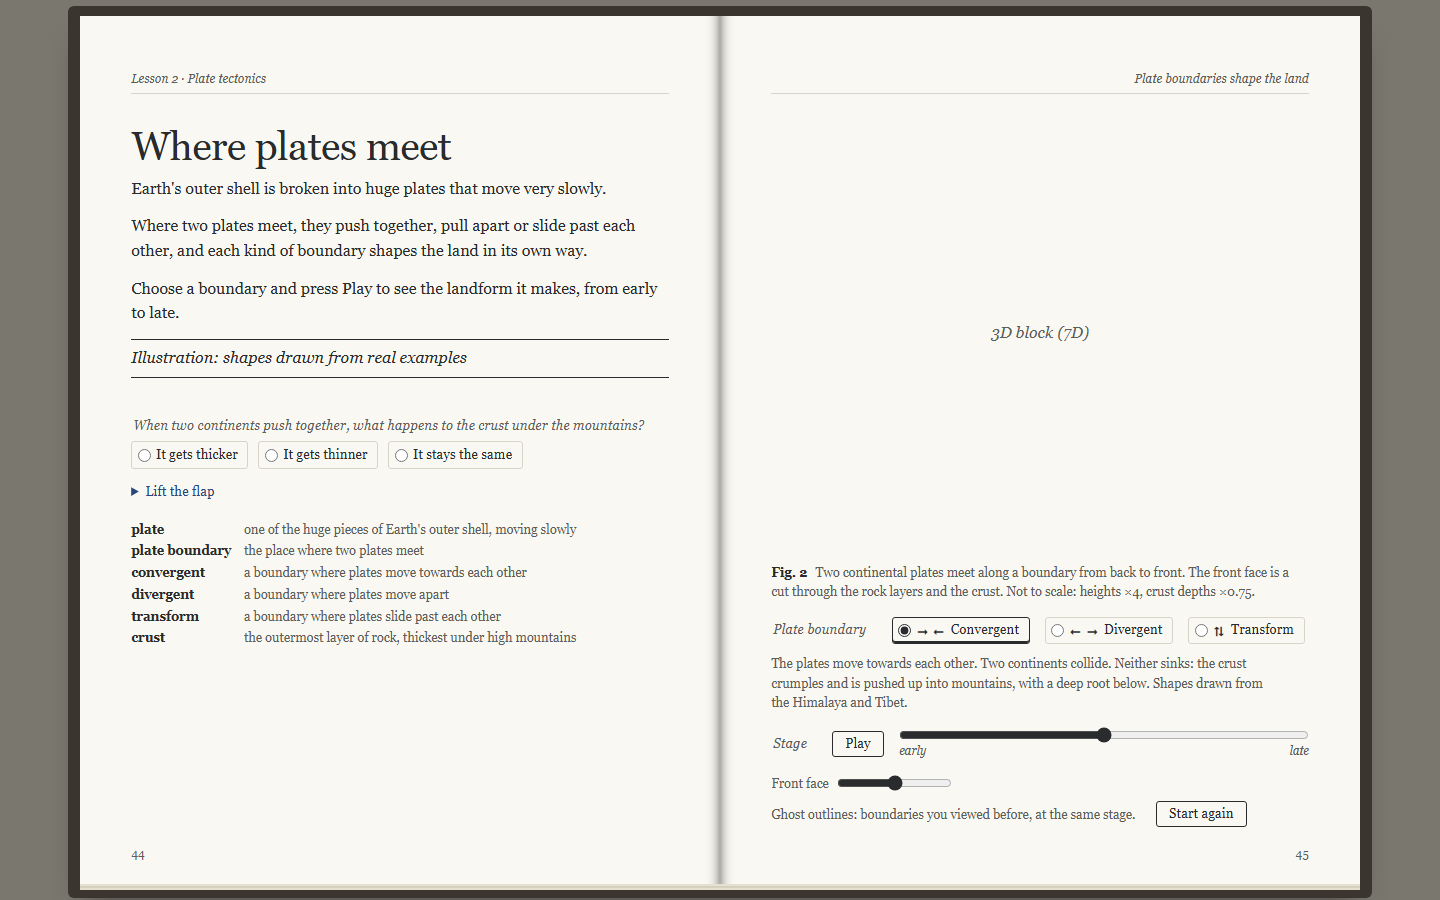 Lesson 2 · Plate tectonics
Where plates meet
Earth's outer shell is broken into huge plates that move very slowly.
Where two plates meet, they push together, pull apart or slide past each
other, and each kind of boundary shapes the land in its own way.
Choose a boundary and press Play to see the landform it makes, from early
to late.
Illustration: shapes drawn from real examples
When two continents push together, what happens to the crust under the mountains?
It gets thicker
It gets thinner
It stays the same
Lift the flap
plate one of the huge pieces of Earth's outer shell, moving slowly
plate boundary the place where two plates meet
convergent a boundary where plates move towards each other
divergent a boundary where plates move apart
transform a boundary where plates slide past each other
crust the outermost layer of rock, thickest under high mountains
44
Plate boundaries shape the land
3D block (7D)
Fig. 2 Two continental plates meet along a boundary from back to front. The front face is a
cut through the rock layers and the crust. Not to scale: heights ×4, crust depths ×0.75.
Plate boundary → ← Convergent ← → Divergent ⇅ Transform
The plates move towards each other. Two continents collide. Neither sinks: the crust
crumples and is pushed up into mountains, with a deep root below. Shapes drawn from
the Himalaya and Tibet.
Stage Play
early late
Front face
Ghost outlines: boundaries you viewed before, at the same stage. Start again
45